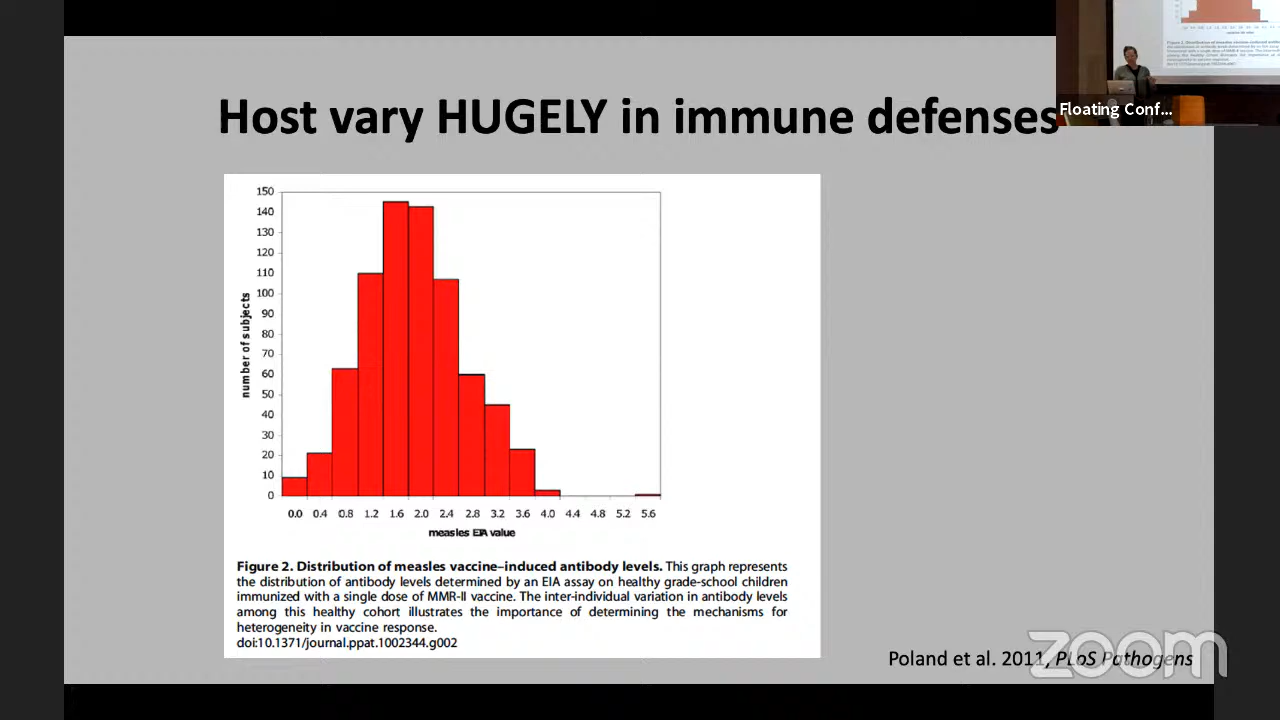 Host vary HUGELY in immune defenses
Floating Conf...
150
140
130
120
110
100
90
80
70
60
50
40
30
20
10
0
number of subjects
0.0 0.4 0.8 1.2 1.6 2.0 2.4 2.8 3.2 3.6 4.0 4.4 4.8 5.2 5.6
measles EIA value
Figure 2. Distribution of measles vaccine–induced antibody levels. This graph represents
the distribution of antibody levels determined by an EIA assay on healthy grade-school children
immunized with a single dose of MMR-II vaccine. The inter-individual variation in antibody levels
among this healthy cohort illustrates the importance of determining the mechanisms for
heterogeneity in vaccine response.
doi:10.1371/journal.ppat.1002344.g002
Poland et al. 2011, PLoS Pathogens
zoom